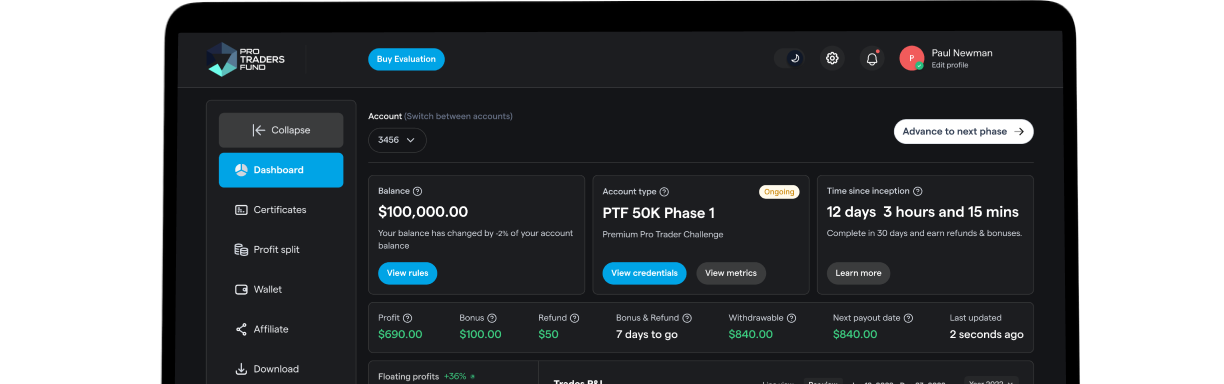 PRO
TRADERS
FUND
Buy Evaluation
P
Paul Newman
Edit profile
Collapse
Dashboard
Certificates
Profit split
Wallet
Affiliate
Download
Account (Switch between accounts)
3456
Advance to next phase
Balance
$100,000.00
Your balance has changed by -2% of your account
balance
View rules
Account type
Ongoing
PTF 50K Phase 1
Premium Pro Trader Challenge
View credentials
View metrics
Time since inception
12 days 3 hours and 15 mins
Complete in 30 days and earn refunds & bonuses.
Learn more
Profit
$690.00
Bonus
$100.00
Refund
$50
Bonus & Refund
7 days to go
Withdrawable
$840.00
Next payout date
$840.00
Last updated
2 seconds ago
Floating profits +36%
Trades P&L
Year 2022